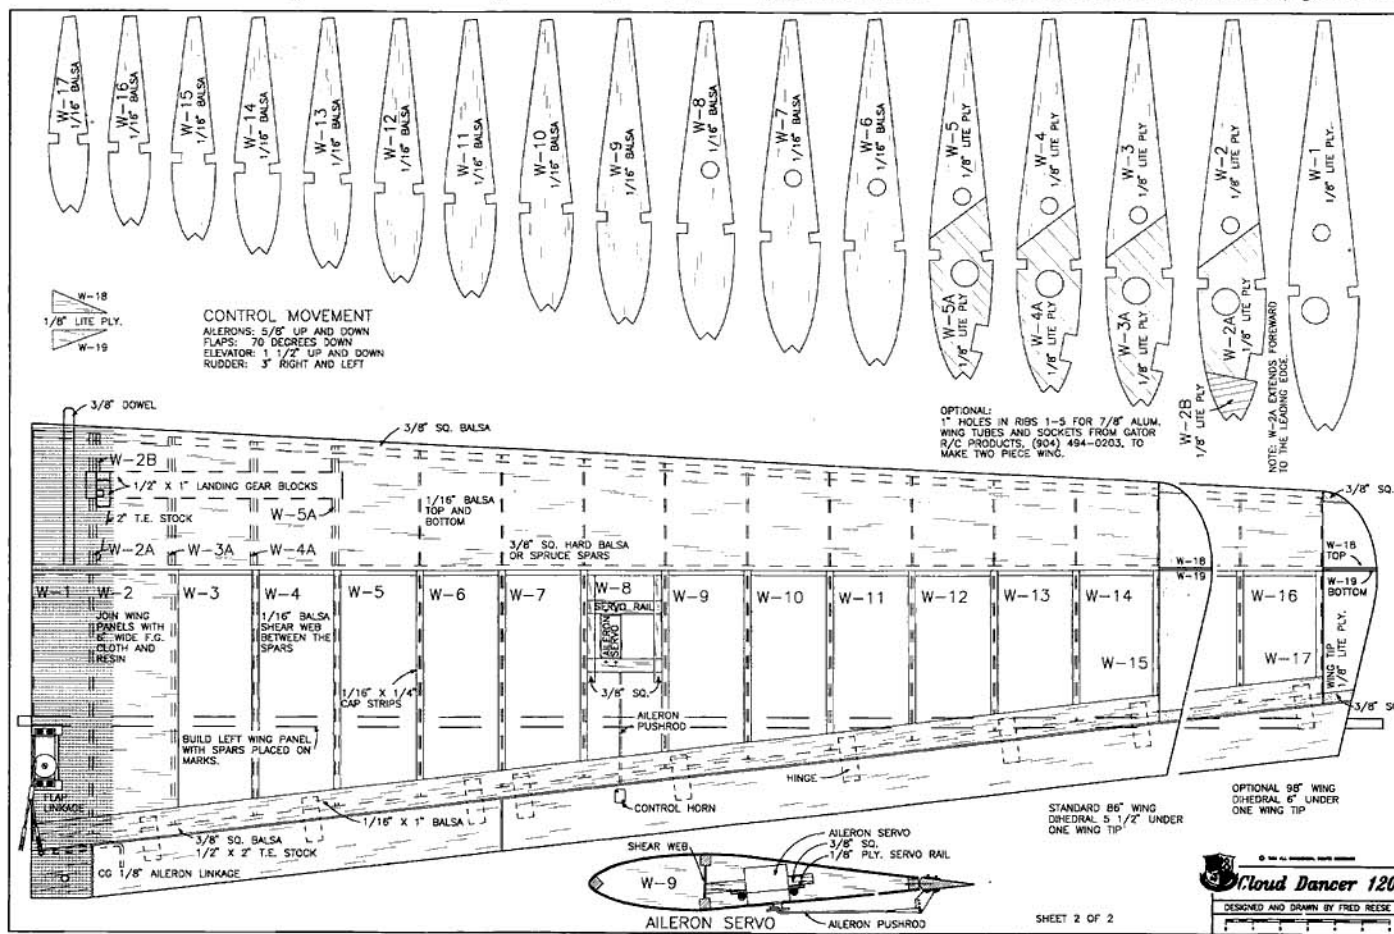 W-17
1/16" BALSA
W-16
1/16" BALSA
W-15
1/16" BALSA
W-14
1/16" BALSA
W-13
1/16" BALSA
W-12
1/16" BALSA
W-11
1/16" BALSA
W-10
1/16" BALSA
W-9
1/16" BALSA
W-8
1/16" BALSA
W-7
1/16" BALSA
W-6
1/16" BALSA
W-5
1/8" LITE PLY
W-4
1/8" LITE PLY
W-3
1/8" LITE PLY
W-2
1/8" LITE PLY
W-1
1/8" LITE PLY.
W-5A
1/8" LITE PLY
W-4A
1/8" LITE PLY
W-3A
1/8" LITE PLY
W-2A
1/8" LITE PLY
W-2B
1/8" LITE PLY
NOTE: W-2A EXTENDS FOREWARD
TO THE LEADING EDGE.
W-18
1/8" LITE PLY.
W-19
CONTROL MOVEMENT
AILERONS: 5/8" UP AND DOWN
FLAPS: 70 DEGREES DOWN
ELEVATOR: 1 1/2" UP AND DOWN
RUDDER: 3" RIGHT AND LEFT
OPTIONAL:
1" HOLES IN RIBS 1-5 FOR 7/8" ALUM.
WING TUBES AND SOCKETS FROM GATOR
R/C PRODUCTS, (904) 494-0203, TO
MAKE TWO PIECE WING.
3/8" DOWEL
3/8" SQ. BALSA
W-2B
1/2" X 1" LANDING GEAR BLOCKS
W-5A
2" T.E. STOCK
1/16" BALSA
TOP AND
BOTTOM
3/8" SQ.
W-2A
W-3A
W-4A
3/8" SQ. HARD BALSA
OR SPRUCE SPARS
W-18
W-19
W-18
TOP
W-19
BOTTOM
W-1
W-2
W-3
W-4
W-5
W-6
W-7
W-8
W-9
W-10
W-11
W-12
W-13
W-14
W-16
JOIN WING
PANELS WITH
6" WIDE F.G.
CLOTH AND
RESIN
1/16" BALSA
SHEAR WEB
BETWEEN THE
SPARS
SERVO RAIL
AILERON
SERVO
W-15
W-17
WING TIP
1/8" LITE PLY.
1/16" X 1/4"
CAP STRIPS
3/8" SQ.
3/8" SQ
AILERON
PUSHROD
BUILD LEFT WING PANEL
WITH SPARS PLACED ON
MARKS.
HINGE
FLAP
LINKAGE
CONTROL HORN
1/16" X 1" BALSA
3/8" SQ. BALSA
1/2" X 2" T.E. STOCK
CG 1/8" AILERON LINKAGE
STANDARD 86" WING
DIHEDRAL 5 1/2" UNDER
ONE WING TIP
OPTIONAL 98" WING
DIHEDRAL 6" UNDER
ONE WING TIP
SHEAR WEB
AILERON SERVO
3/8" SQ.
1/8" PLY. SERVO RAIL
W-9
AILERON SERVO
AILERON PUSHROD
SHEET 2 OF 2
Cloud Dancer 120
DESIGNED AND DRAWN BY FRED REESE